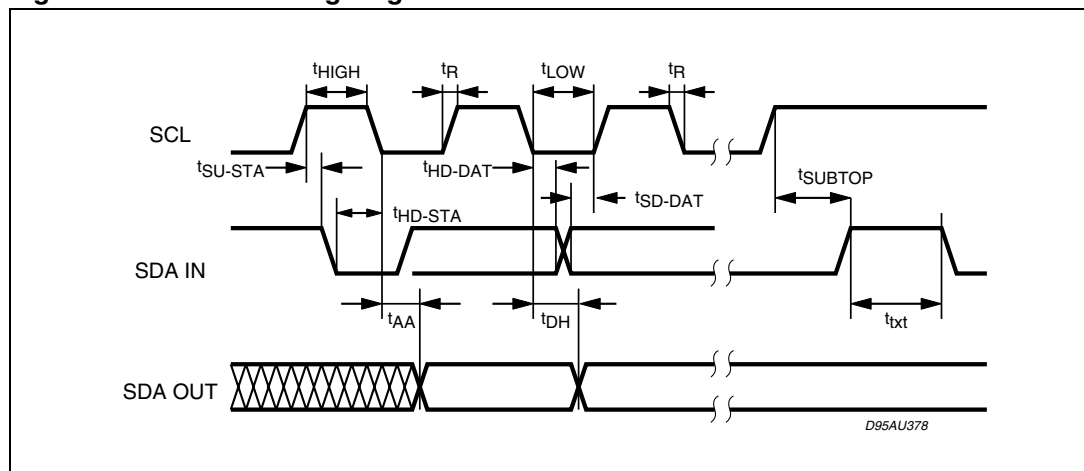 tHIGH
tR
tLOW
tR
SCL
tSU-STA
tHD-DAT
tSUBTOP
tSD-DAT
tHD-STA
SDA IN
tAA
tDH
ttxt
SDA OUT
D95AU378